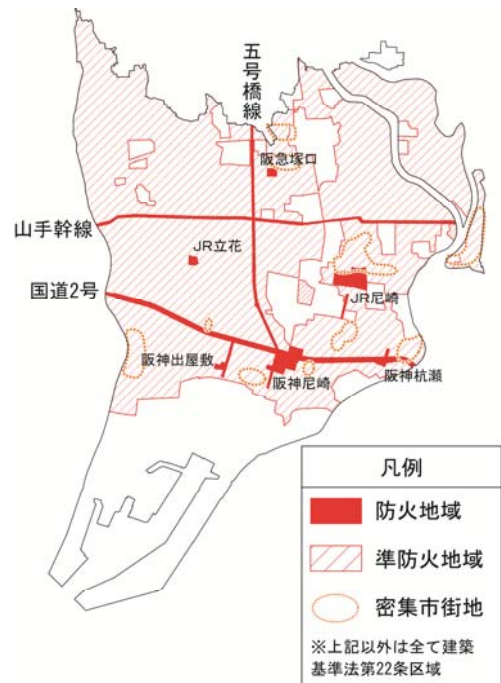 五号橋線
阪急塚口
山手幹線
JR立花
国道2号
JR尼崎
阪神出屋敷
阪神尼崎
阪神杭瀬
凡例
防火地域
準防火地域
密集市街地
※上記以外は全て建築
基準法第22条区域